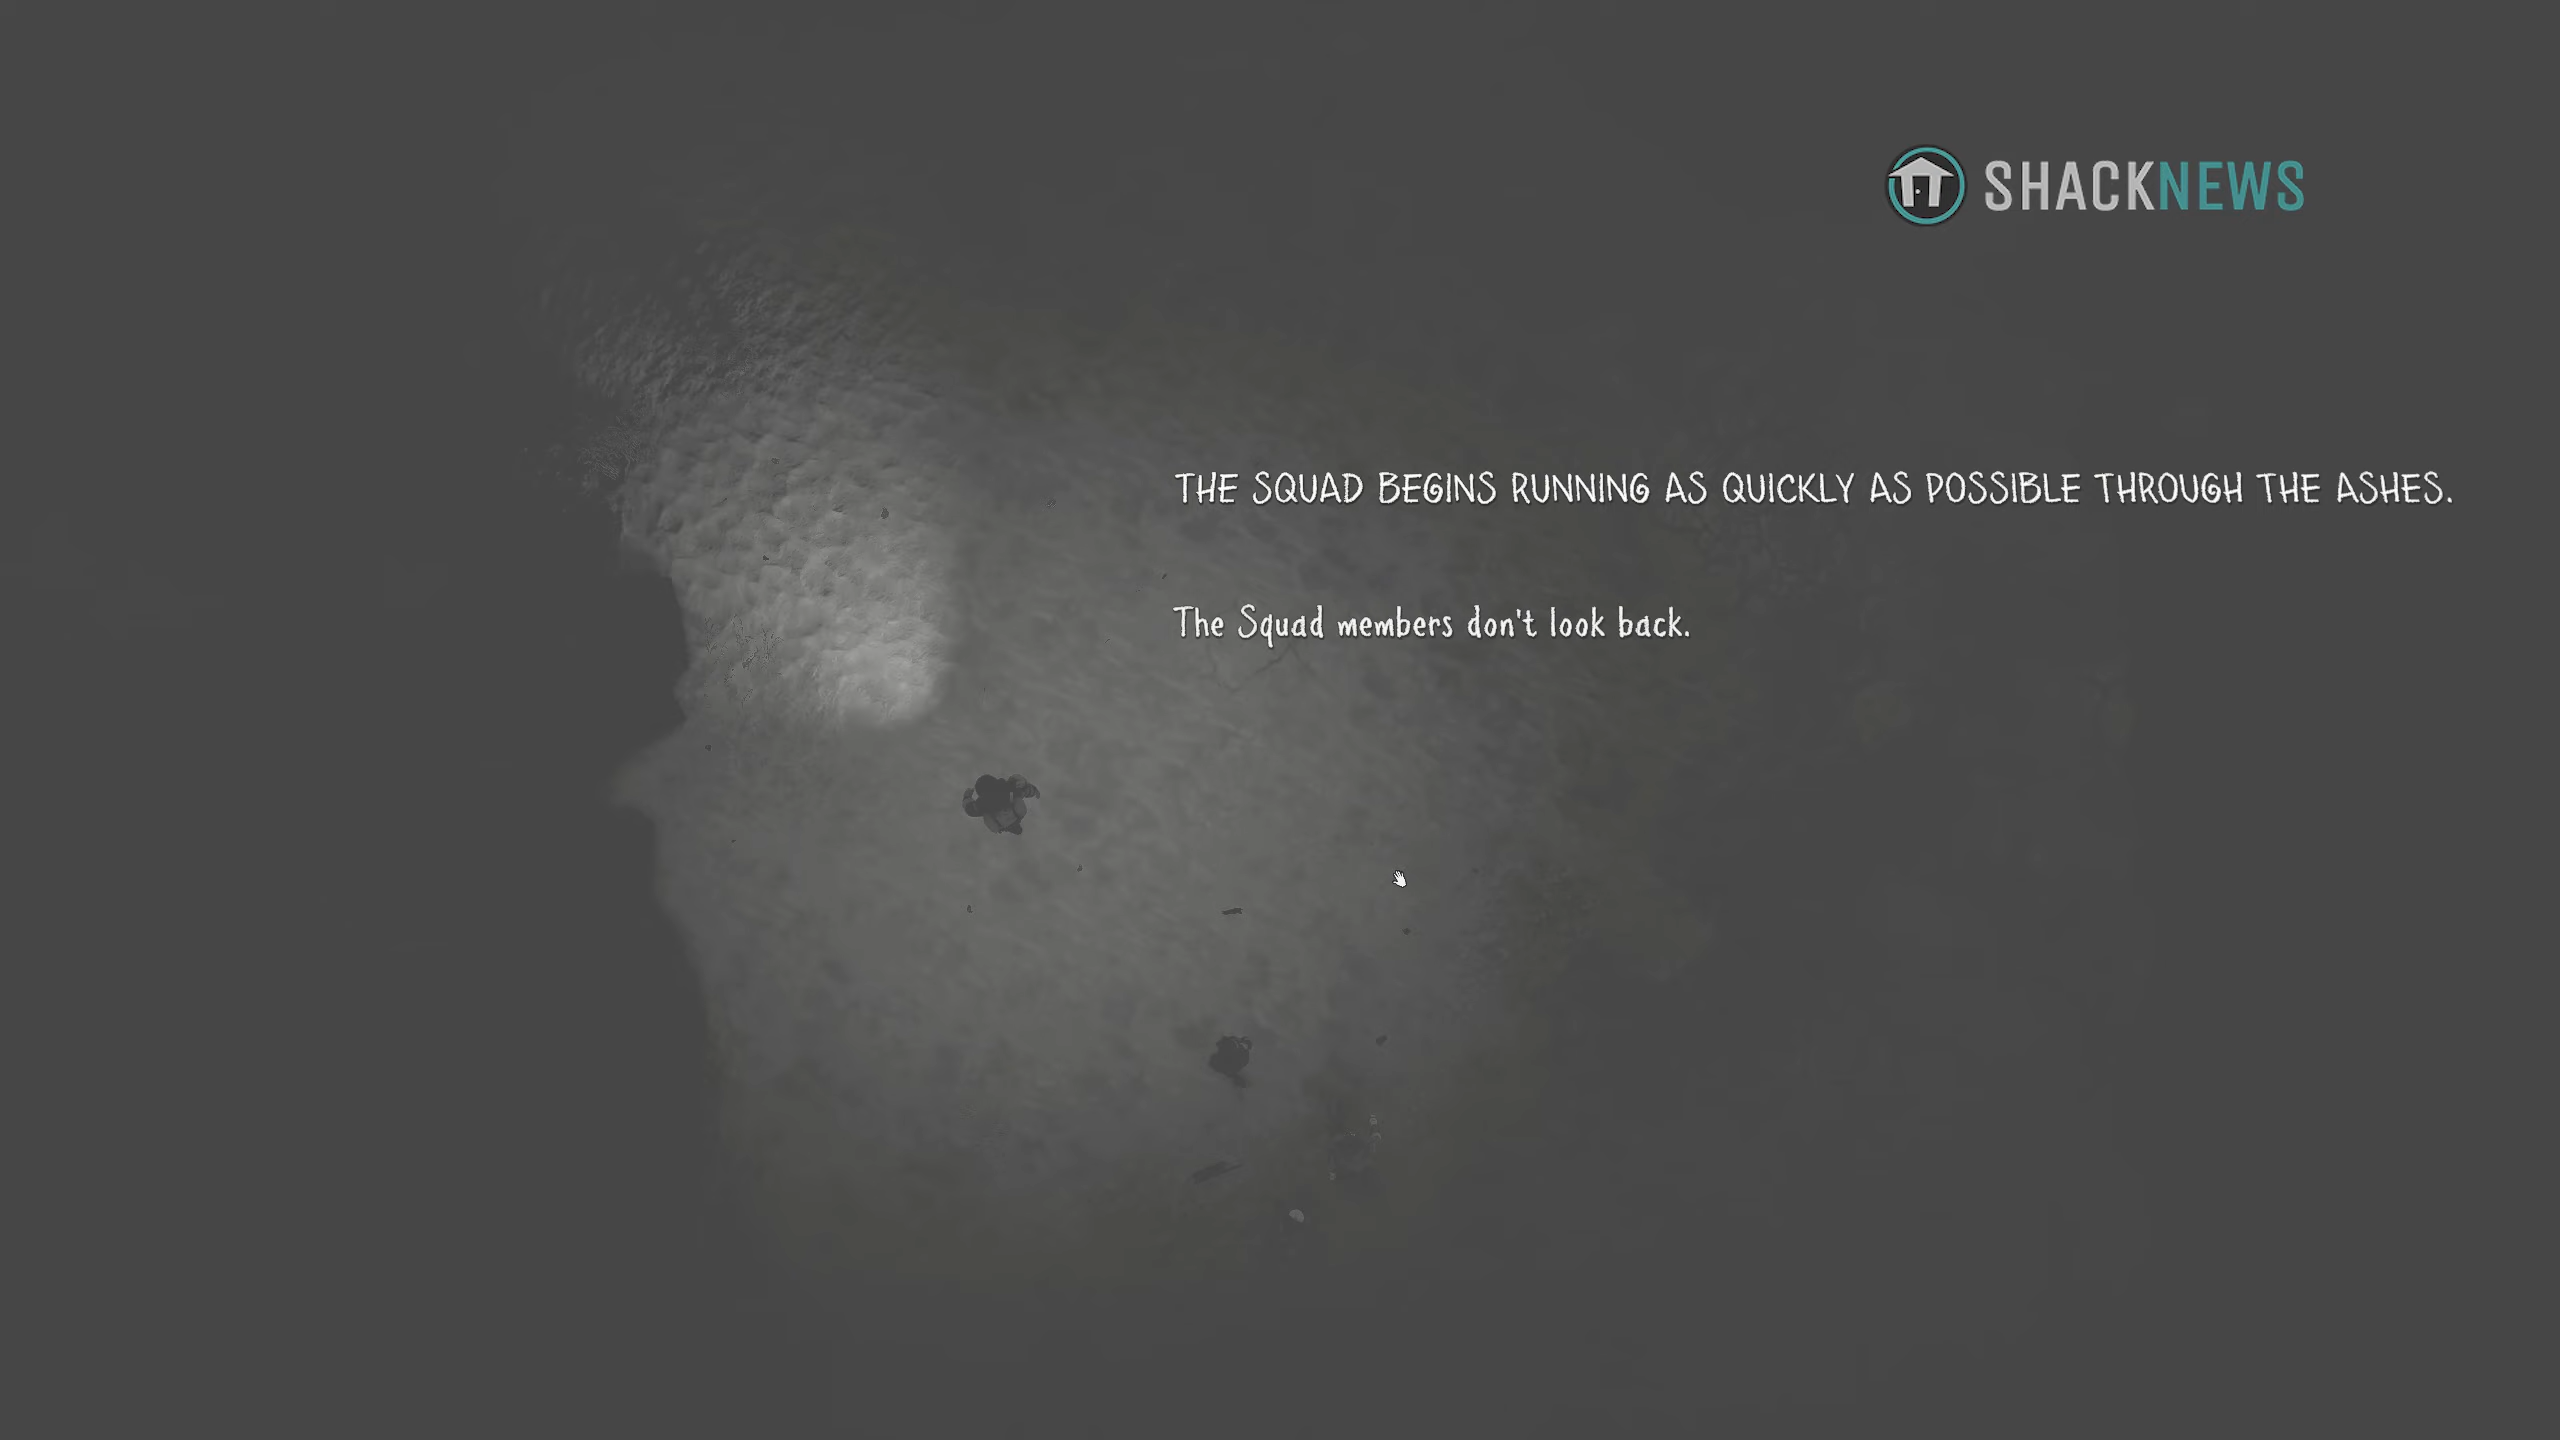 SHACKNEWS
THE SQUAD BEGINS RUNNING AS QUICKLY AS POSSIBLE THROUGH THE ASHES.
The Squad members don't look back.